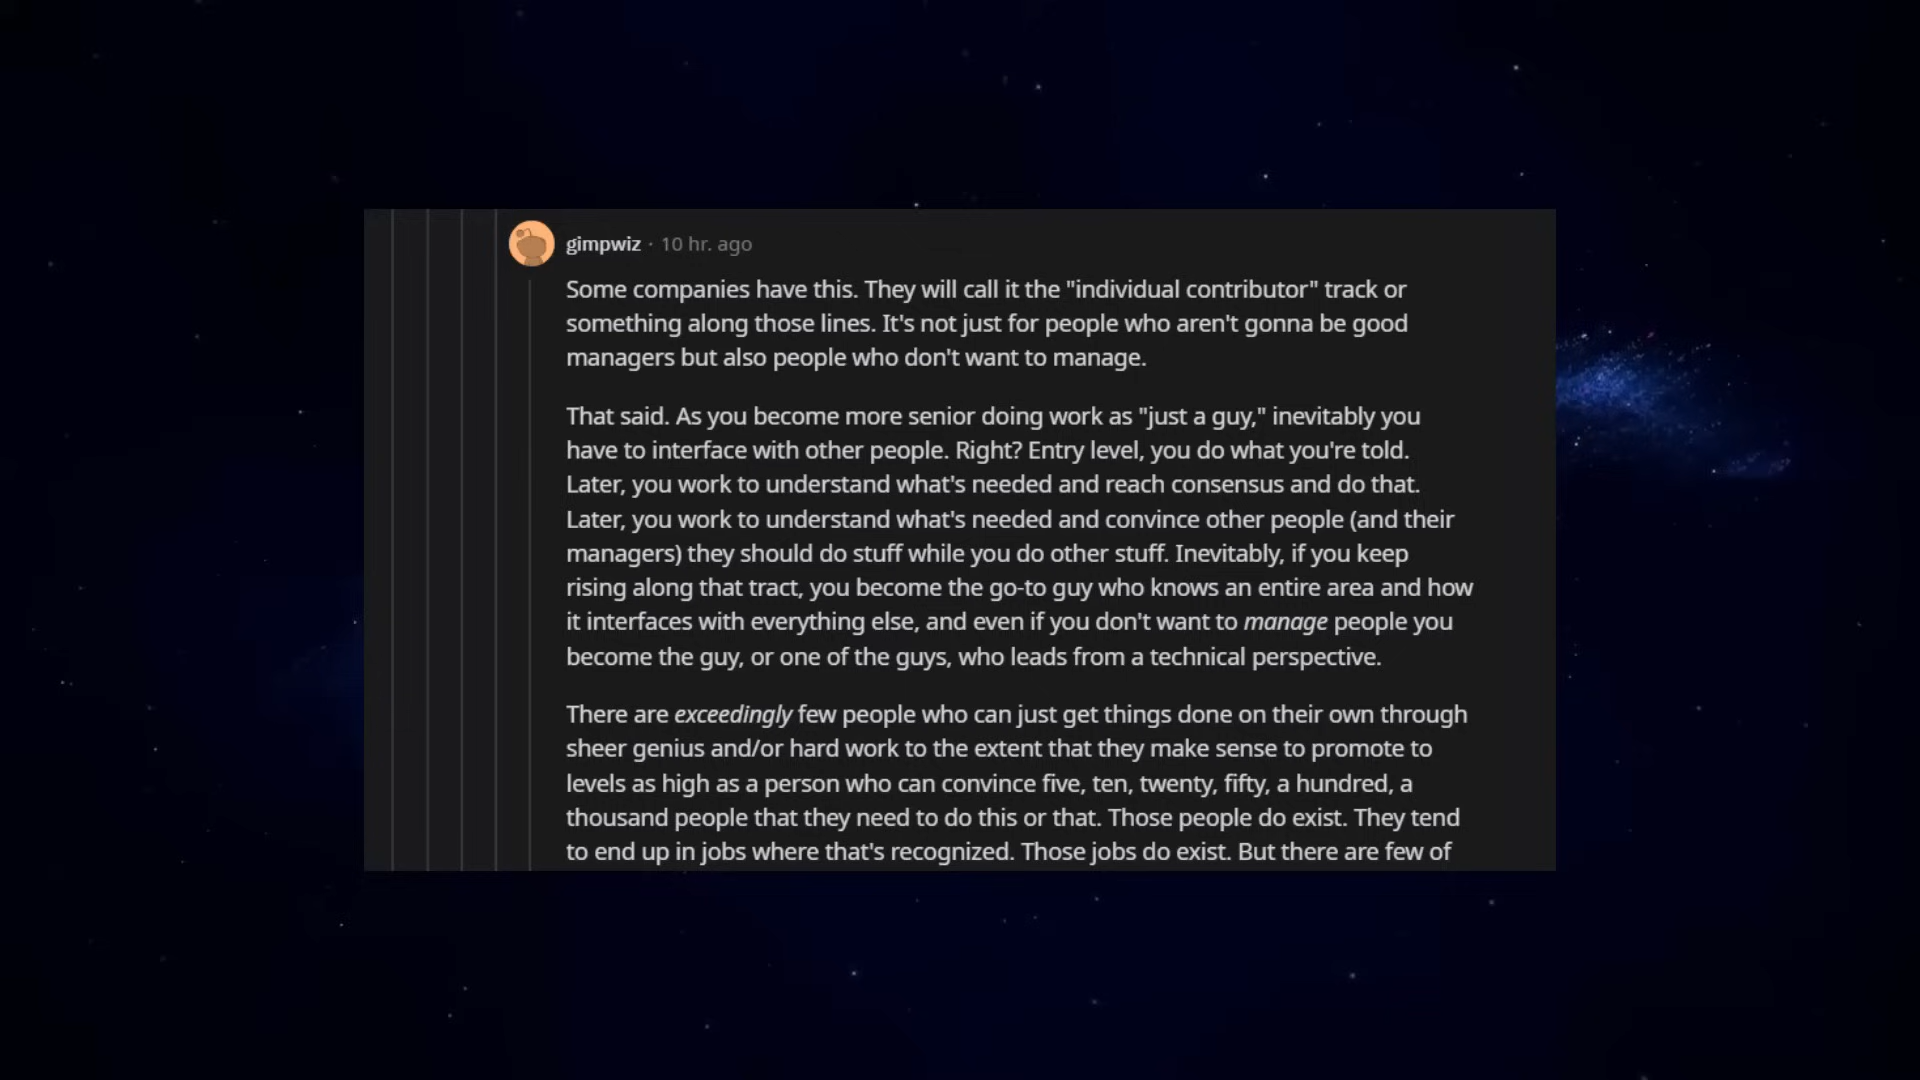 gimpwiz · 10 hr. ago
Some companies have this. They will call it the "individual contributor" track or
something along those lines. It's not just for people who aren't gonna be good
managers but also people who don't want to manage.
That said. As you become more senior doing work as "just a guy," inevitably you
have to interface with other people. Right? Entry level, you do what you're told.
Later, you work to understand what's needed and reach consensus and do that.
Later, you work to understand what's needed and convince other people (and their
managers) they should do stuff while you do other stuff. Inevitably, if you keep
rising along that tract, you become the go-to guy who knows an entire area and how
it interfaces with everything else, and even if you don't want to manage people you
become the guy, or one of the guys, who leads from a technical perspective.
There are exceedingly few people who can just get things done on their own through
sheer genius and/or hard work to the extent that they make sense to promote to
levels as high as a person who can convince five, ten, twenty, fifty, a hundred, a
thousand people that they need to do this or that. Those people do exist. They tend
to end up in jobs where that's recognized. Those jobs do exist. But there are few of